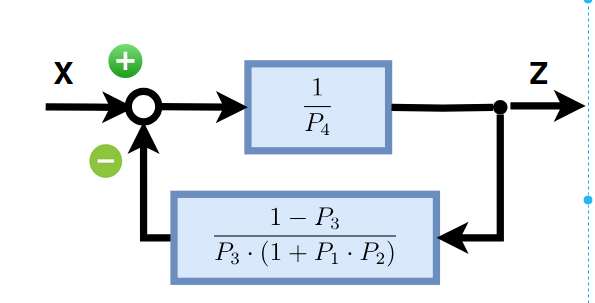 X
+
Z
1
P₄
−
1 − P₃
P₃ · (1 + P₁ · P₂)